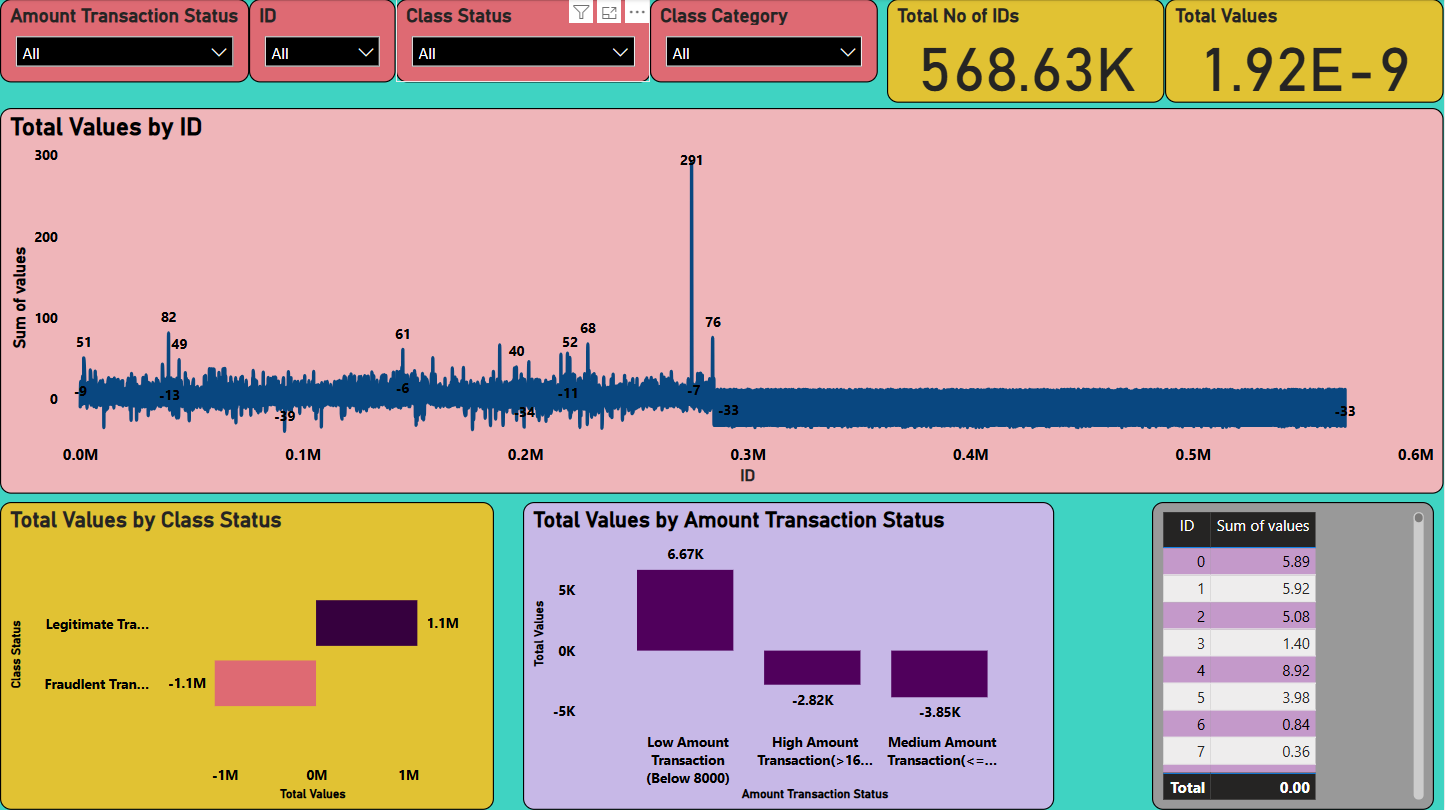 Amount Transaction Status
All
ID
All
Class Status
All
Class Category
All
Total No of IDs
568.63K
Total Values
1.92E-9
Total Values by ID
Sum of values
300
200
100
0
51
-9
82
49
-13
-39
61
-6
40
-34
52
68
-11
291
-7
76
-33
-33
0.0M
0.1M
0.2M
0.3M
0.4M
0.5M
0.6M
ID
Total Values by Class Status
Class Status
Legitimate Tra...
1.1M
Fraudlent Tran...
-1.1M
-1M
0M
1M
Total Values
Total Values by Amount Transaction Status
Total Values
5K
0K
-5K
6.67K
-2.82K
-3.85K
Low Amount
Transaction
(Below 8000)
High Amount
Transaction(>16...
Medium Amount
Transaction(<=...
Amount Transaction Status
ID Sum of values
0 5.89
1 5.92
2 5.08
3 1.40
4 8.92
5 3.98
6 0.84
7 0.36
Total 0.00